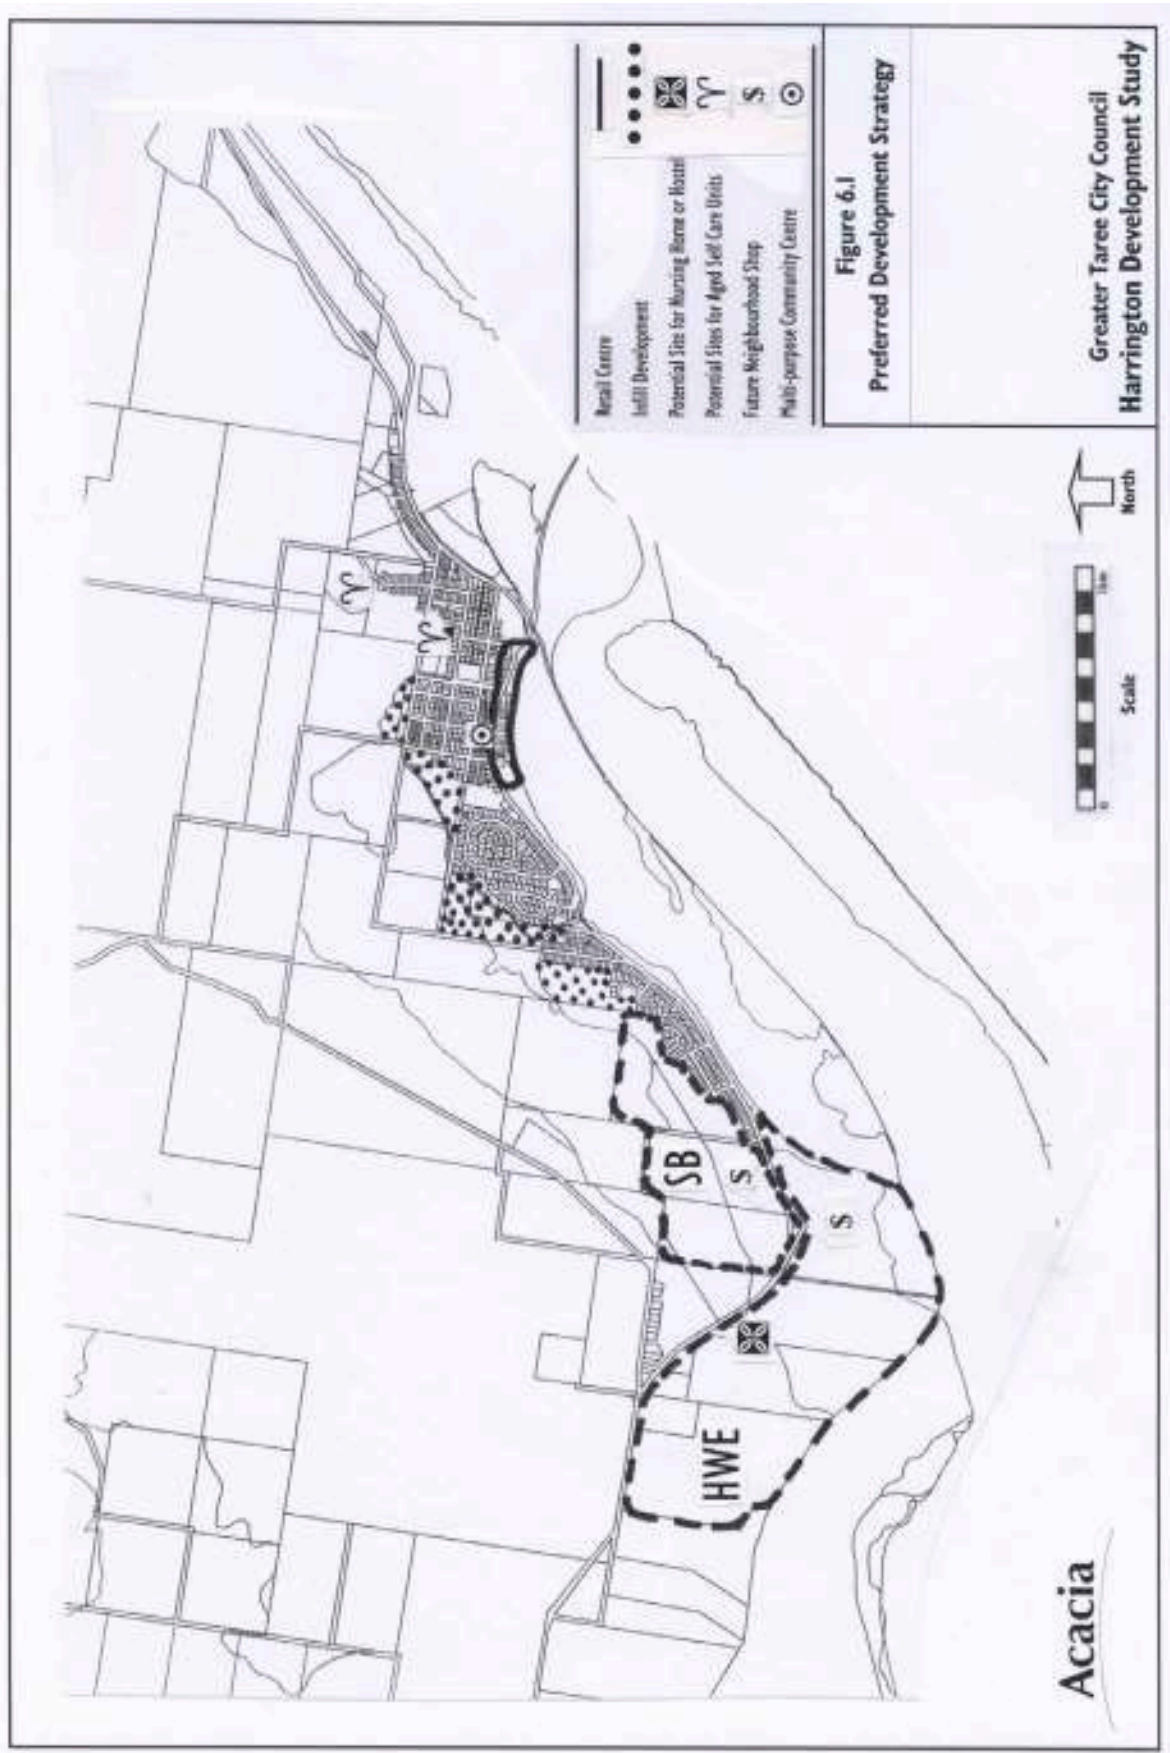 Retail Centre
Infill Development
Potential Site for Nursing Home or Hostel
Potential Sites for Aged Self Care Units
Future Neighbourhood Shop
S
Multi-purpose Community Centre
Figure 6.1
Preferred Development Strategy
Greater Taree City Council
Harrington Development Study
SB
S
S
HWE
0
1km
Scale
North
Acacia